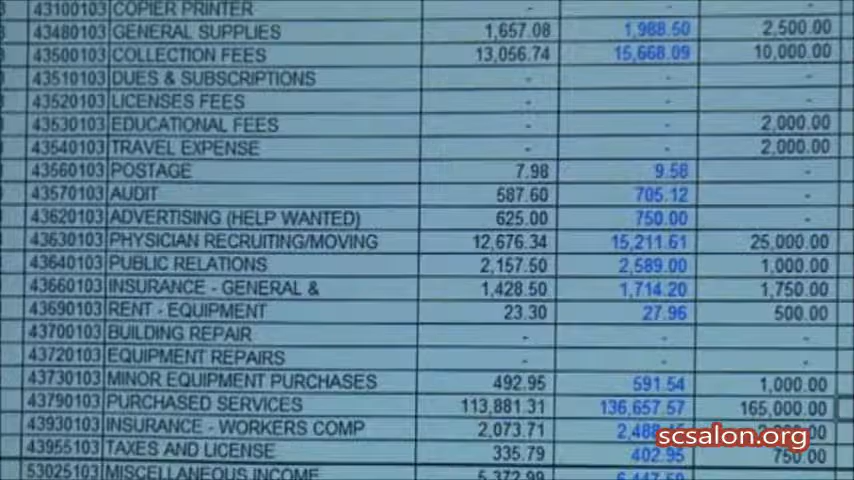 43100103 COPIER PRINTER - - -
43480103 GENERAL SUPPLIES 1,657.08 1,988.50 2,500.00
43500103 COLLECTION FEES 13,056.74 15,668.09 10,000.00
43510103 DUES & SUBSCRIPTIONS - - -
43520103 LICENSES FEES - - -
43530103 EDUCATIONAL FEES - - 2,000.00
43540103 TRAVEL EXPENSE - - 2,000.00
43560103 POSTAGE 7.98 9.58 -
43570103 AUDIT 587.60 705.12 -
43620103 ADVERTISING (HELP WANTED) 625.00 750.00 -
43630103 PHYSICIAN RECRUITING/MOVING 12,676.34 15,211.61 25,000.00
43640103 PUBLIC RELATIONS 2,157.50 2,589.00 1,000.00
43660103 INSURANCE - GENERAL & 1,428.50 1,714.20 1,750.00
43690103 RENT - EQUIPMENT 23.30 27.96 500.00
43700103 BUILDING REPAIR - - -
43720103 EQUIPMENT REPAIRS - - -
43730103 MINOR EQUIPMENT PURCHASES 492.95 591.54 1,000.00
43790103 PURCHASED SERVICES 113,881.31 136,657.57 165,000.00
43930103 INSURANCE - WORKERS COMP 2,073.71
scsalon.org
43955103 TAXES AND LICENSE 335.79 402.95 750.00
53025103 MISCELLANEOUS INCOME 5,372.99